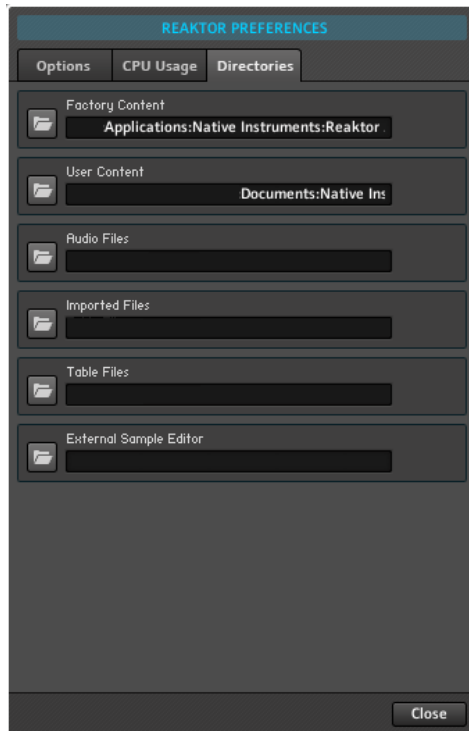 REAKTOR PREFERENCES
Options CPU Usage Directories
Factory Content
:Applications:Native Instruments:Reaktor
User Content
:Documents:Native Ins
Audio Files
Imported Files
Table Files
External Sample Editor
Close